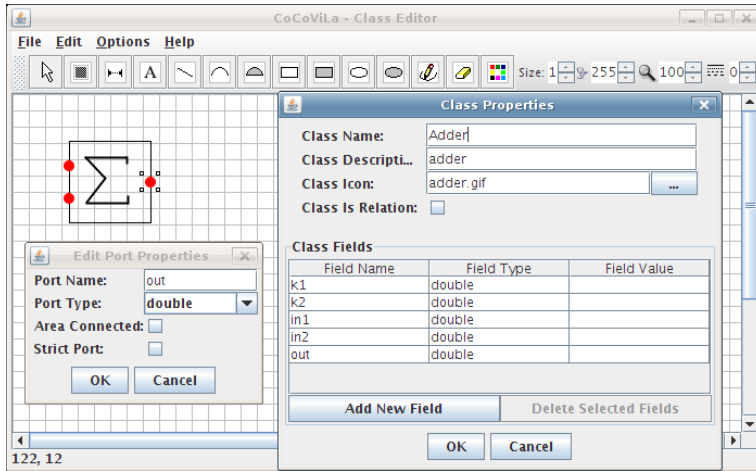 CoCoViLa - Class Editor
File Edit Options Help
A Size: 1 255 100 0
Σ
Class Properties
Class Name: Adder
Class Descripti... adder
Class Icon: adder.gif ...
Class Is Relation:
Class Fields
Field Name Field Type Field Value
k1 double
k2 double
in1 double
in2 double
out double
Add New Field Delete Selected Fields
OK Cancel
Edit Port Properties
Port Name: out
Port Type: double
Area Connected:
Strict Port:
OK Cancel
122, 12